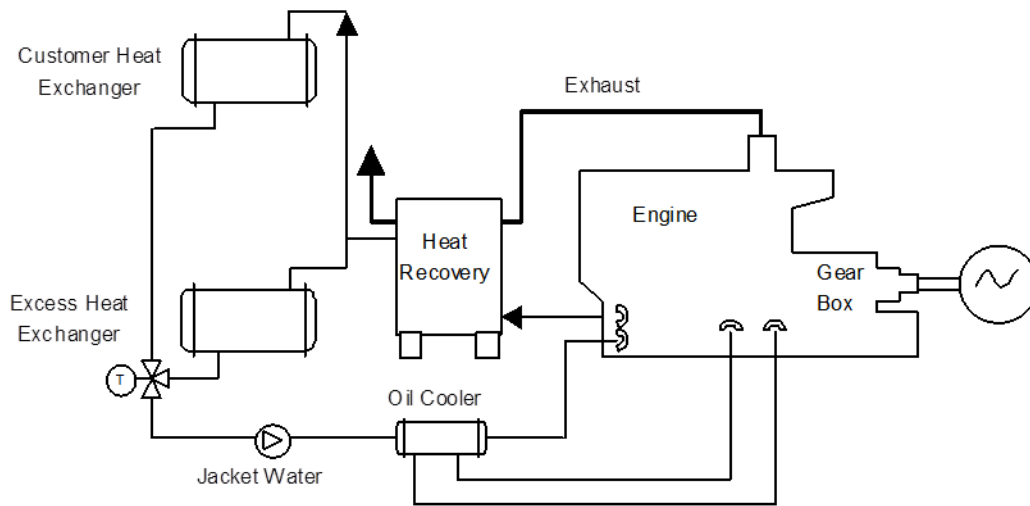 Customer Heat
Exchanger
Exhaust
Engine
Heat
Recovery
Gear
Box
Excess Heat
Exchanger
T
Oil Cooler
Jacket Water